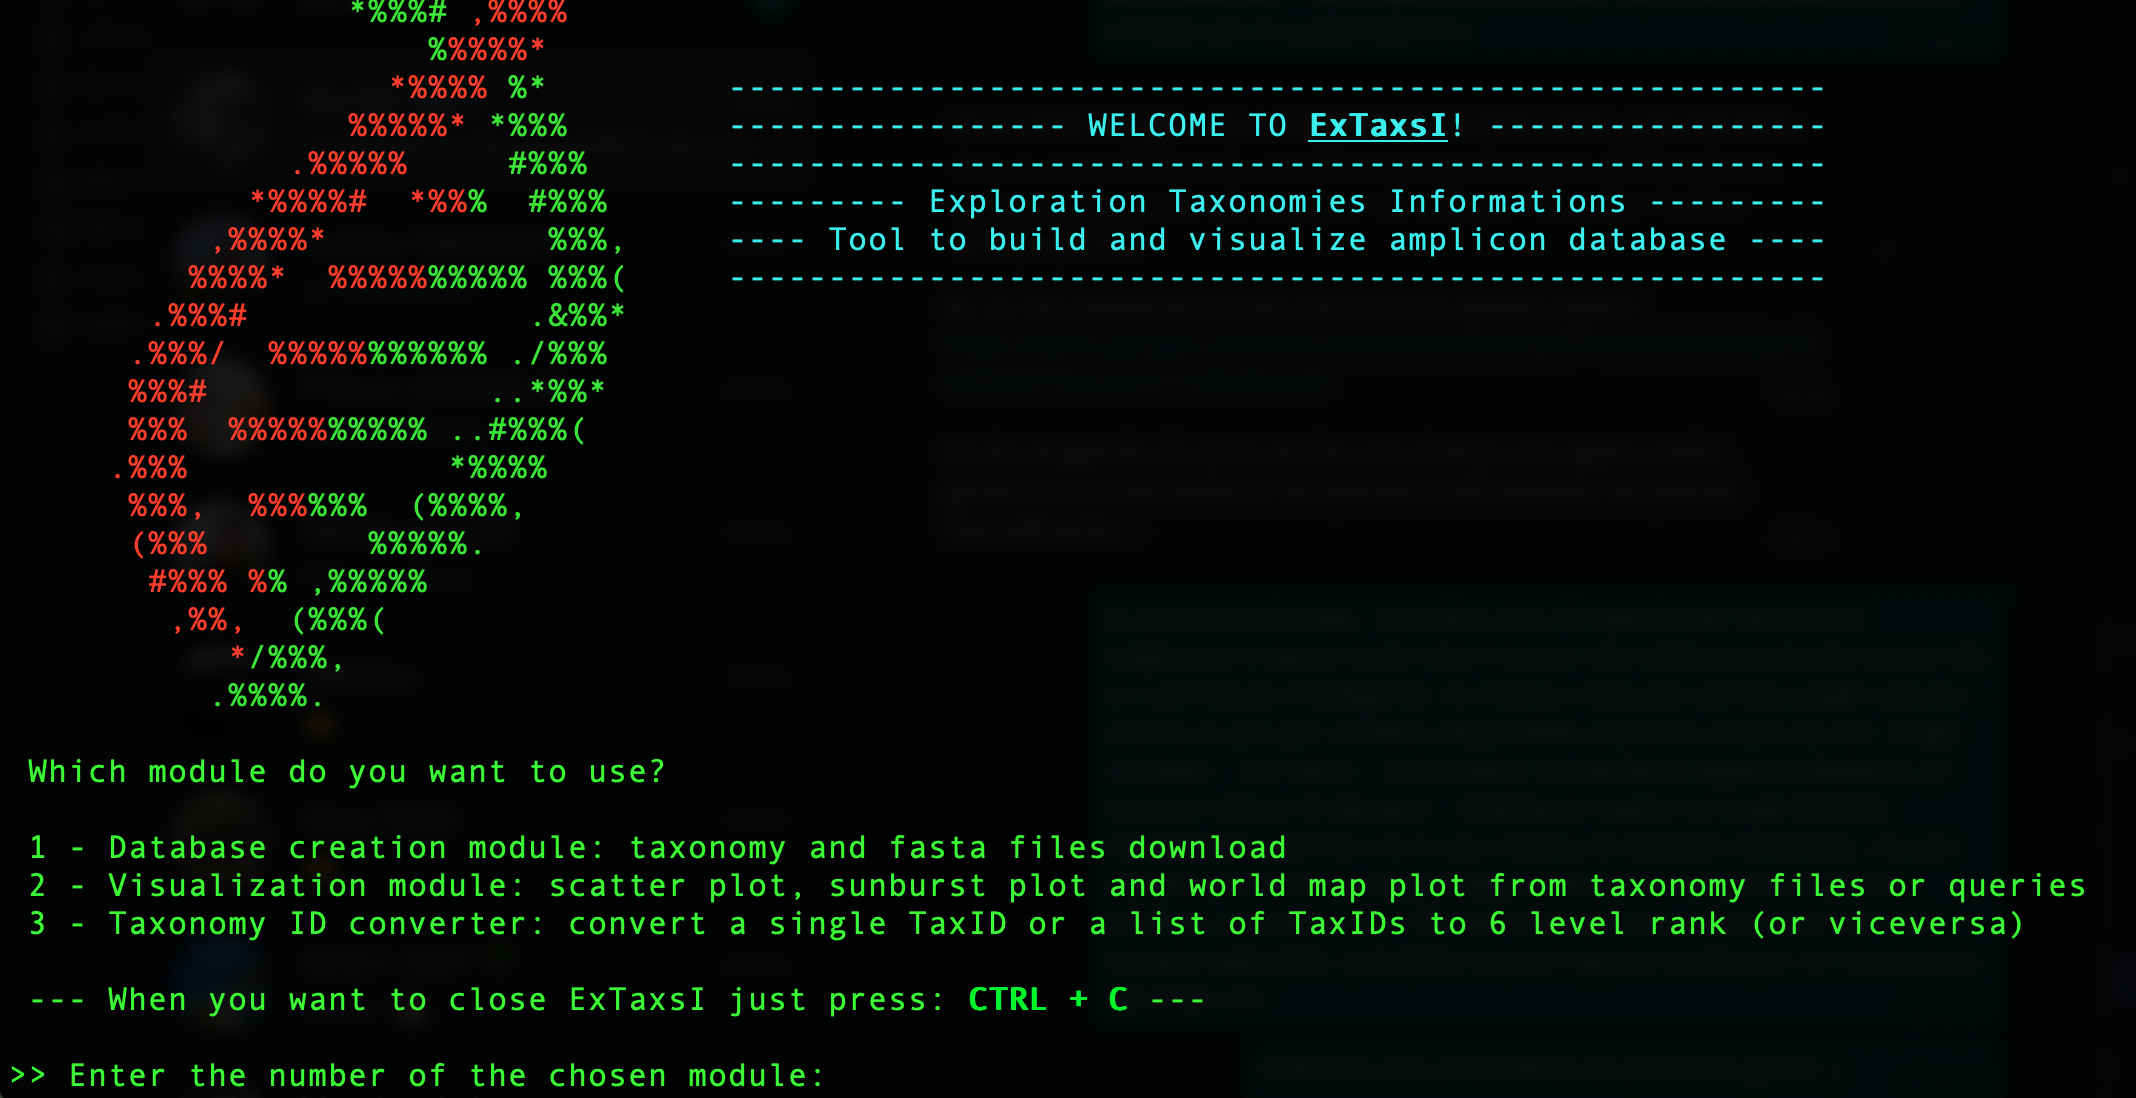 *%%%# ,%%%%
%%%%%*
*%%%% %*
-------------------------------------------------------
%%%%%* *%%%
----------------- WELCOME TO ExTaxsI! -----------------
.%%%%% #%%%
-------------------------------------------------------
*%%%%# *%%% #%%%
--------- Exploration Taxonomies Informations ---------
,%%%%* %%%,
---- Tool to build and visualize amplicon database ----
%%%%* %%%%%%%%%% %%%(
-------------------------------------------------------
.%%%# .&%%*
.%%%/ %%%%%%%%%%% ./%%%
%%%# ..*%%*
%%% %%%%%%%%%% ..#%%%(
.%%% *%%%%
%%%, %%%%%% (%%%%,
(%%% %%%%%.
#%%% %% ,%%%%%
,%%, (%%%(
*/%%%,
.%%%%.
Which module do you want to use?
1 - Database creation module: taxonomy and fasta files download
2 - Visualization module: scatter plot, sunburst plot and world map plot from taxonomy files or queries
3 - Taxonomy ID converter: convert a single TaxID or a list of TaxIDs to 6 level rank (or viceversa)
--- When you want to close ExTaxsI just press: CTRL + C ---
>> Enter the number of the chosen module: